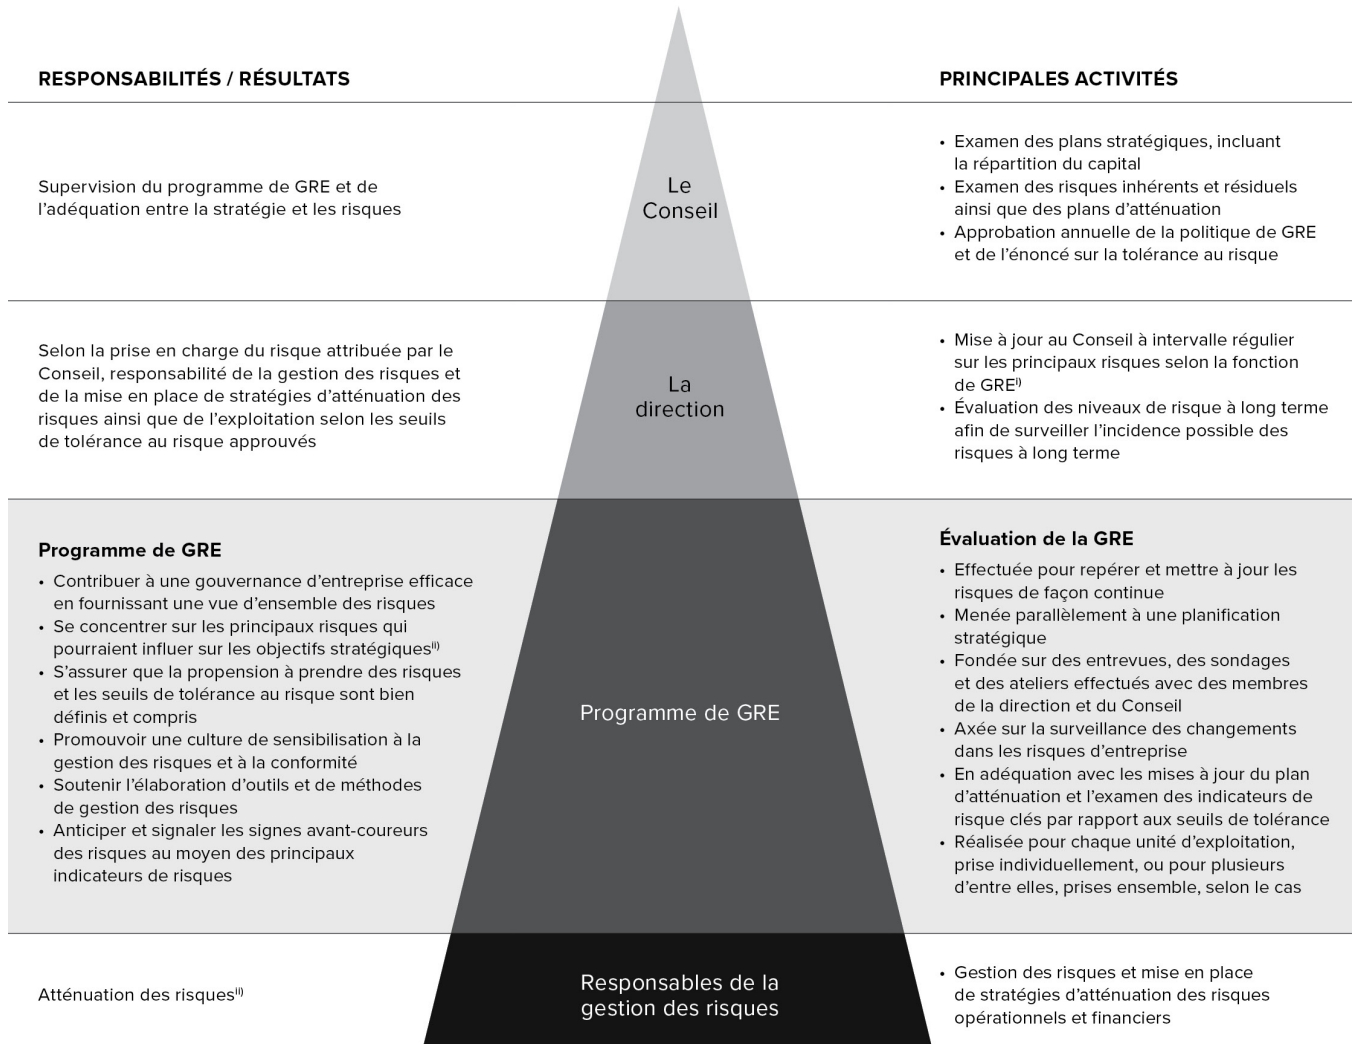 RESPONSABILITÉS / RÉSULTATS
PRINCIPALES ACTIVITÉS
Supervision du programme de GRE et de
l’adéquation entre la stratégie et les risques
Le
Conseil
• Examen des plans stratégiques, incluant
la répartition du capital
• Examen des risques inhérents et résiduels
ainsi que des plans d’atténuation
• Approbation annuelle de la politique de GRE
et de l’énoncé sur la tolérance au risque
Selon la prise en charge du risque attribuée par le
Conseil, responsabilité de la gestion des risques et
de la mise en place de stratégies d’atténuation des
risques ainsi que de l’exploitation selon les seuils
de tolérance au risque approuvés
La
direction
• Mise à jour au Conseil à intervalle régulier
sur les principaux risques selon la fonction
de GREi)
• Évaluation des niveaux de risque à long terme
afin de surveiller l’incidence possible des
risques à long terme
Programme de GRE
• Contribuer à une gouvernance d’entreprise efficace
en fournissant une vue d’ensemble des risques
• Se concentrer sur les principaux risques qui
pourraient influer sur les objectifs stratégiquesii)
• S’assurer que la propension à prendre des risques
et les seuils de tolérance au risque sont bien
définis et compris
• Promouvoir une culture de sensibilisation à la
gestion des risques et à la conformité
• Soutenir l’élaboration d’outils et de méthodes
de gestion des risques
• Anticiper et signaler les signes avant-coureurs
des risques au moyen des principaux
indicateurs de risques
Programme de GRE
Évaluation de la GRE
• Effectuée pour repérer et mettre à jour les
risques de façon continue
• Menée parallèlement à une planification
stratégique
• Fondée sur des entrevues, des sondages
et des ateliers effectués avec des membres
de la direction et du Conseil
• Axée sur la surveillance des changements
dans les risques d’entreprise
• En adéquation avec les mises à jour du plan
d’atténuation et l’examen des indicateurs de
risque clés par rapport aux seuils de tolérance
• Réalisée pour chaque unité d’exploitation,
prise individuellement, ou pour plusieurs
d’entre elles, prises ensemble, selon le cas
Atténuation des risquesii)
Responsables de la
gestion des risques
• Gestion des risques et mise en place
de stratégies d’atténuation des risques
opérationnels et financiers